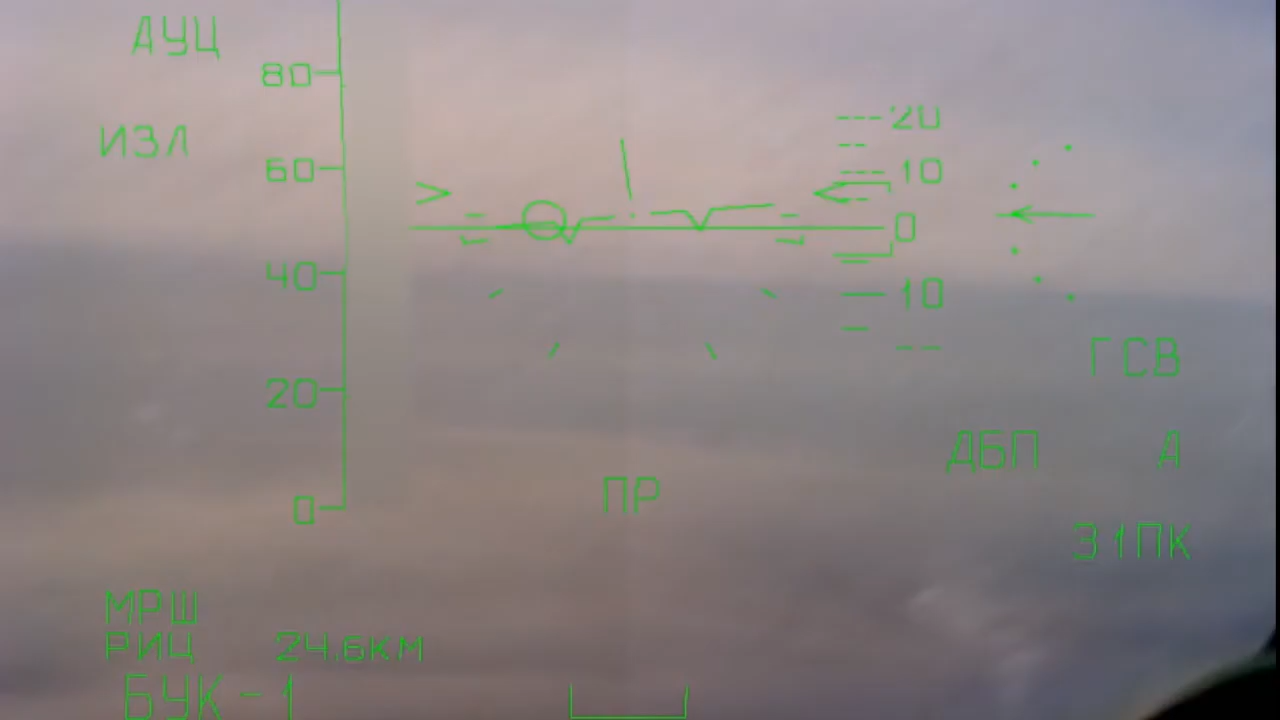 АУЦ
80
ИЗЛ
20
60
10
0
40
10
ГСВ
20
ДБП А
ПР
0
31ПК
МРШ
РИЦ 24.6КМ
БУК-1